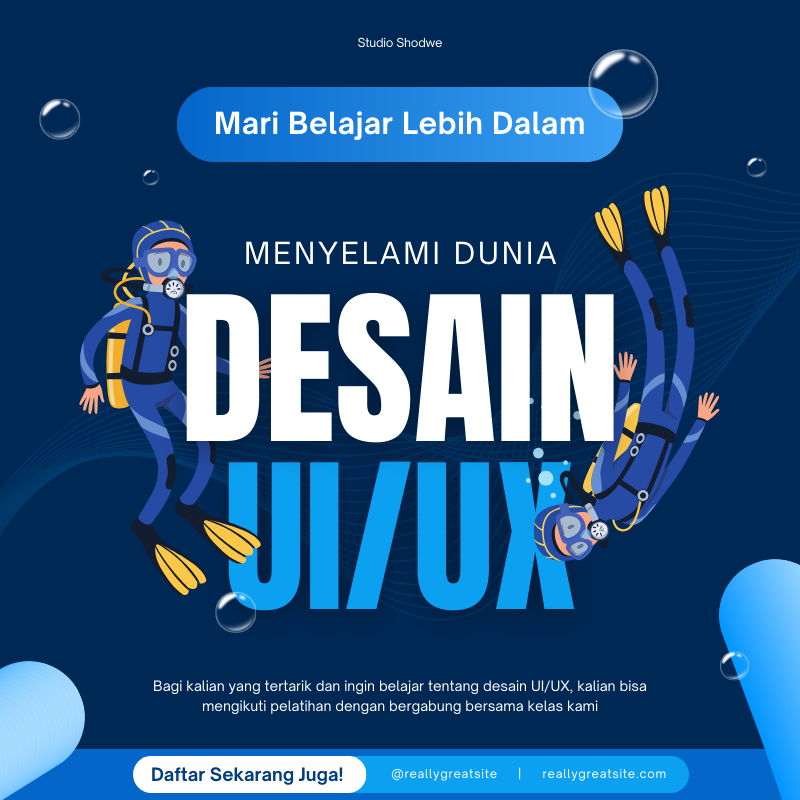 Studio Shodwe
Mari Belajar Lebih Dalam
MENYELAMI DUNIA
DESAIN
UI/UX
Bagi kalian yang tertarik dan ingin belajar tentang desain UI/UX, kalian bisa
mengikuti pelatihan dengan bergabung bersama kelas kami
Daftar Sekarang Juga!
@reallygreatsite | reallygreatsite.com